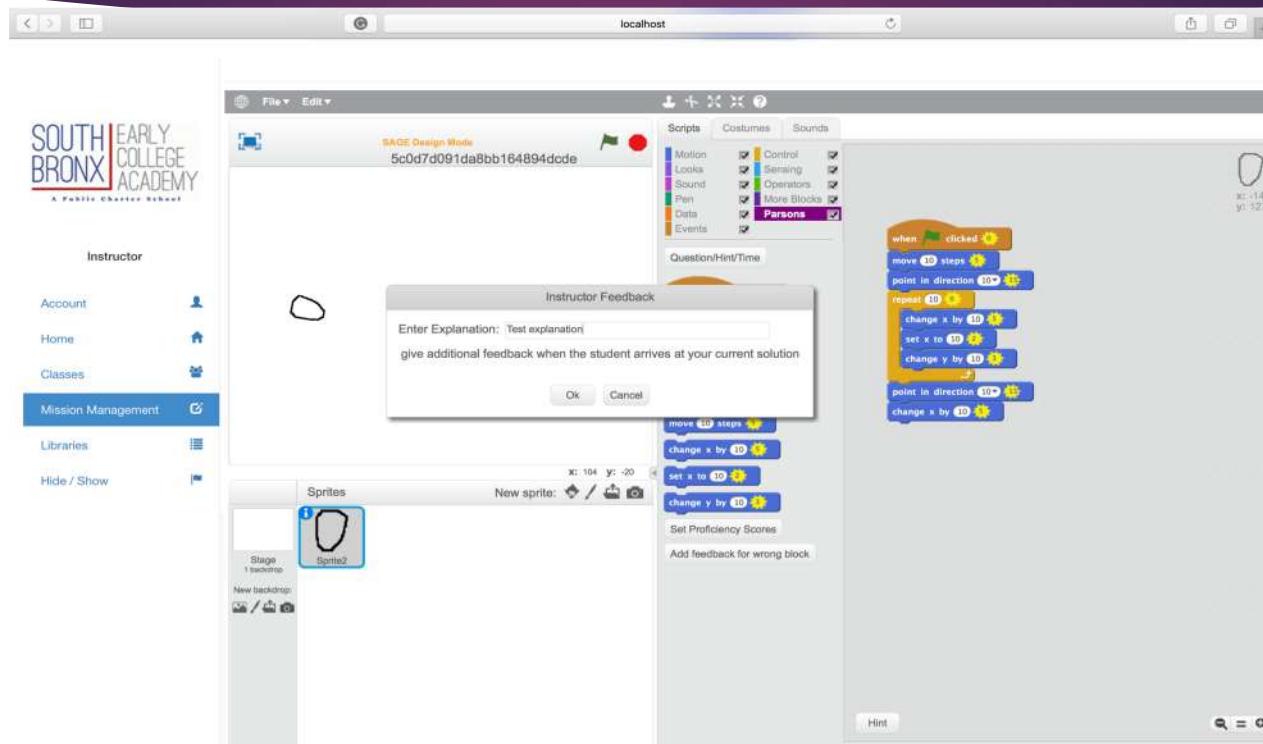 localhost
File Edit
SOUTH BRONX
EARLY COLLEGE ACADEMY
A Public Charter School
Instructor
Account
Home
Classes
Mission Management
Libraries
Hide / Show
SAGE Design Mode
5c0d7d091da8bb164894dcde
Scripts Costumes Sounds
Motion Control
Looks Sensing
Sound Operators
Pen More Blocks
Data Parsons
Events
Question/Hint/Time
Instructor Feedback
Enter Explanation: Test explanation
give additional feedback when the student arrives at your current solution
Ok Cancel
move 10 steps
change x by 10
set x to 10
change y by 10
Set Proficiency Scores
Add feedback for wrong block
when clicked
move 10 steps
point in direction 10
repeat 10
change x by 10
set x to 10
change y by 10
point in direction 10
change x by 10
x: 104 y: -20
Sprites New sprite:
Stage
1 backdrop
New backdrop:
Sprite2
Hint